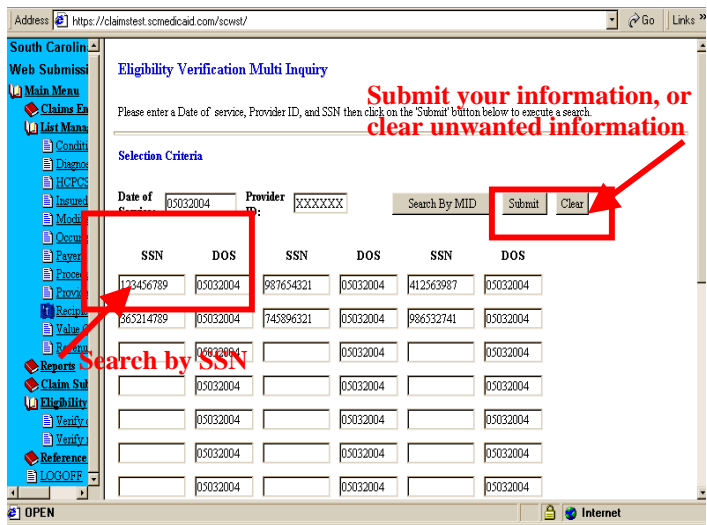 Address https://claimstest.scmedicaid.com/scwst/ Go Links »
South Carolin
Web Submissi
Main Menu
Claims En
List Mana
Conditi
Diagnos
HCPCS
Insured
Modifi
Occur
Payer
Proced
Provid
Recipi
Value
Revenu
Reports
Claim Sub
Eligibility
Verify
Verify
Reference
LOGOFF
Eligibility Verification Multi Inquiry
Submit your information, or
clear unwanted information
Please enter a Date of service, Provider ID, and SSN then click on the 'Submit' button below to execute a search.
Selection Criteria
Date of Service: 05032004 Provider ID: XXXXXX Search By MID Submit Clear
SSN DOS SSN DOS SSN DOS
123456789 05032004 987654321 05032004 412563987 05032004
365214789 05032004 745896321 05032004 986532741 05032004
Search by SSN
05032004 05032004 05032004
05032004 05032004 05032004
05032004 05032004 05032004
05032004 05032004 05032004
05032004 05032004 05032004
OPEN Internet